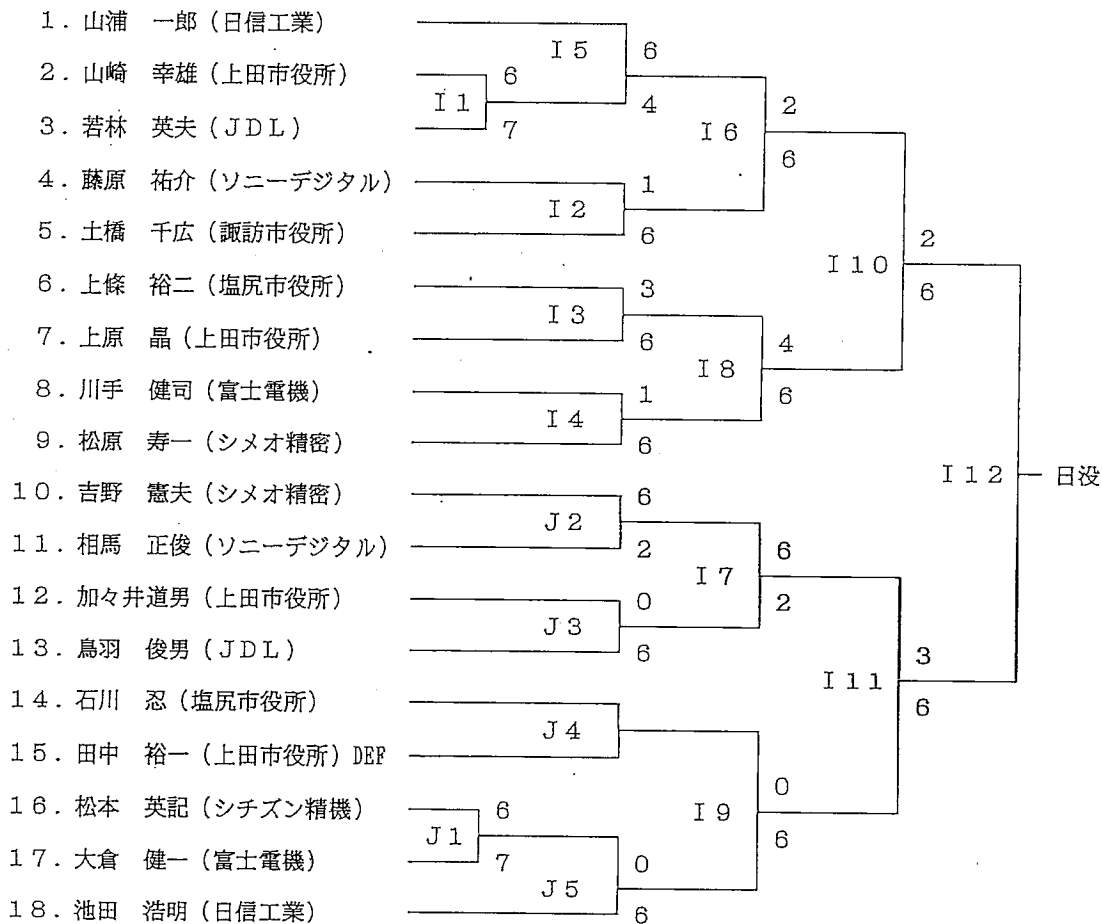 1．山浦　一郎（日信工業）
I5
6
2．山崎　幸雄（上田市役所）
6
I1
4
2
3．若林　英夫（JDL）
7
I6
6
4．藤原　祐介（ソニーデジタル）
1
I2
5．土橋　千広（諏訪市役所）
6
2
I10
6．上條　裕二（塩尻市役所）
3
6
I3
7．上原　晶（上田市役所）
6
4
I8
8．川手　健司（富士電機）
1
6
I4
9．松原　寿一（シメオ精密）
6
I12
日没
10．吉野　憲夫（シメオ精密）
6
J2
11．相馬　正俊（ソニーデジタル）
2
6
I7
12．加々井道男（上田市役所）
0
2
J3
13．鳥羽　俊男（JDL）
6
3
I11
14．石川　忍（塩尻市役所）
6
J4
15．田中　裕一（上田市役所）DEF
0
16．松本　英記（シチズン精機）
6
I9
J1
6
17．大倉　健一（富士電機）
7
0
J5
18．池田　浩明（日信工業）
6